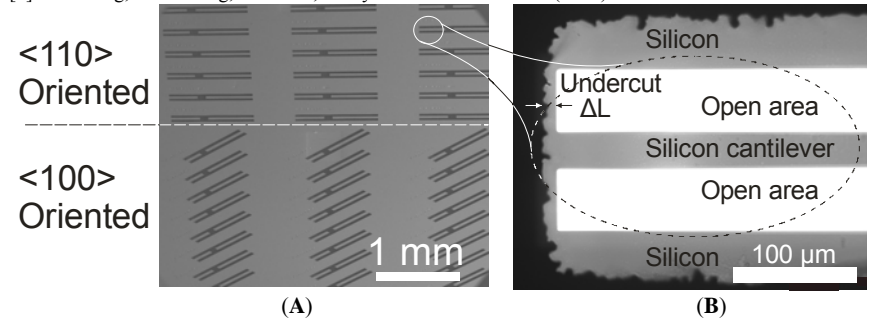 <110>
Oriented
<100>
Oriented
1 mm
(A)
Silicon
Undercut
ΔL
Open area
Silicon cantilever
Open area
Silicon
100 μm
(B)